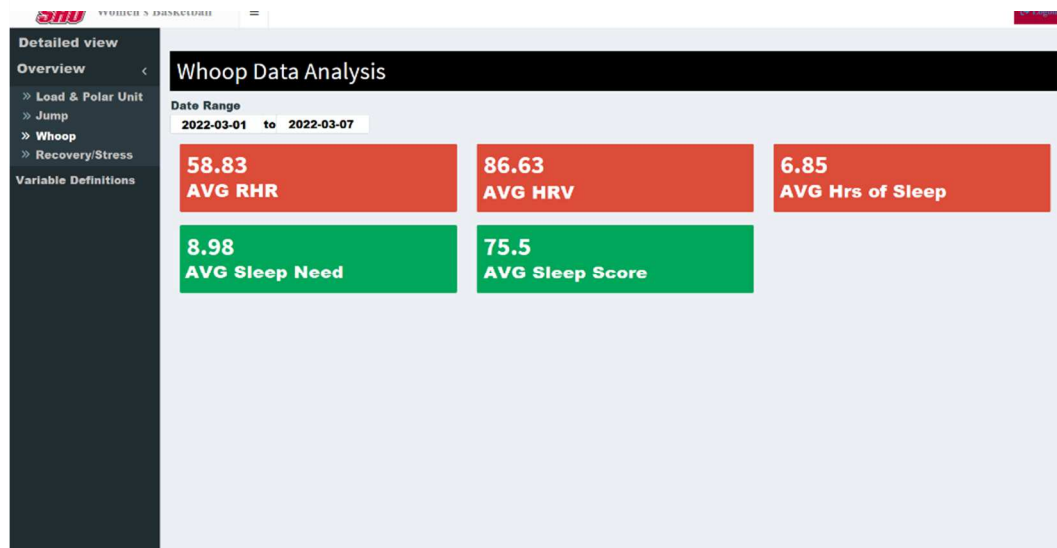 SHU Women's Basketball
Detailed view
Overview
Load & Polar Unit
Jump
Whoop
Recovery/Stress
Variable Definitions
Whoop Data Analysis
Date Range
2022-03-01 to 2022-03-07
58.83
AVG RHR
86.63
AVG HRV
6.85
AVG Hrs of Sleep
8.98
AVG Sleep Need
75.5
AVG Sleep Score